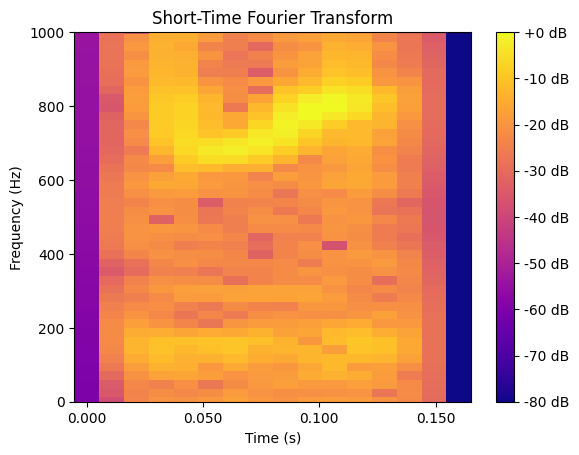 Short-Time Fourier Transform
1000
800
600
400
200
0
Frequency (Hz)
0.000
0.050
0.100
0.150
Time (s)
+0 dB
-10 dB
-20 dB
-30 dB
-40 dB
-50 dB
-60 dB
-70 dB
-80 dB